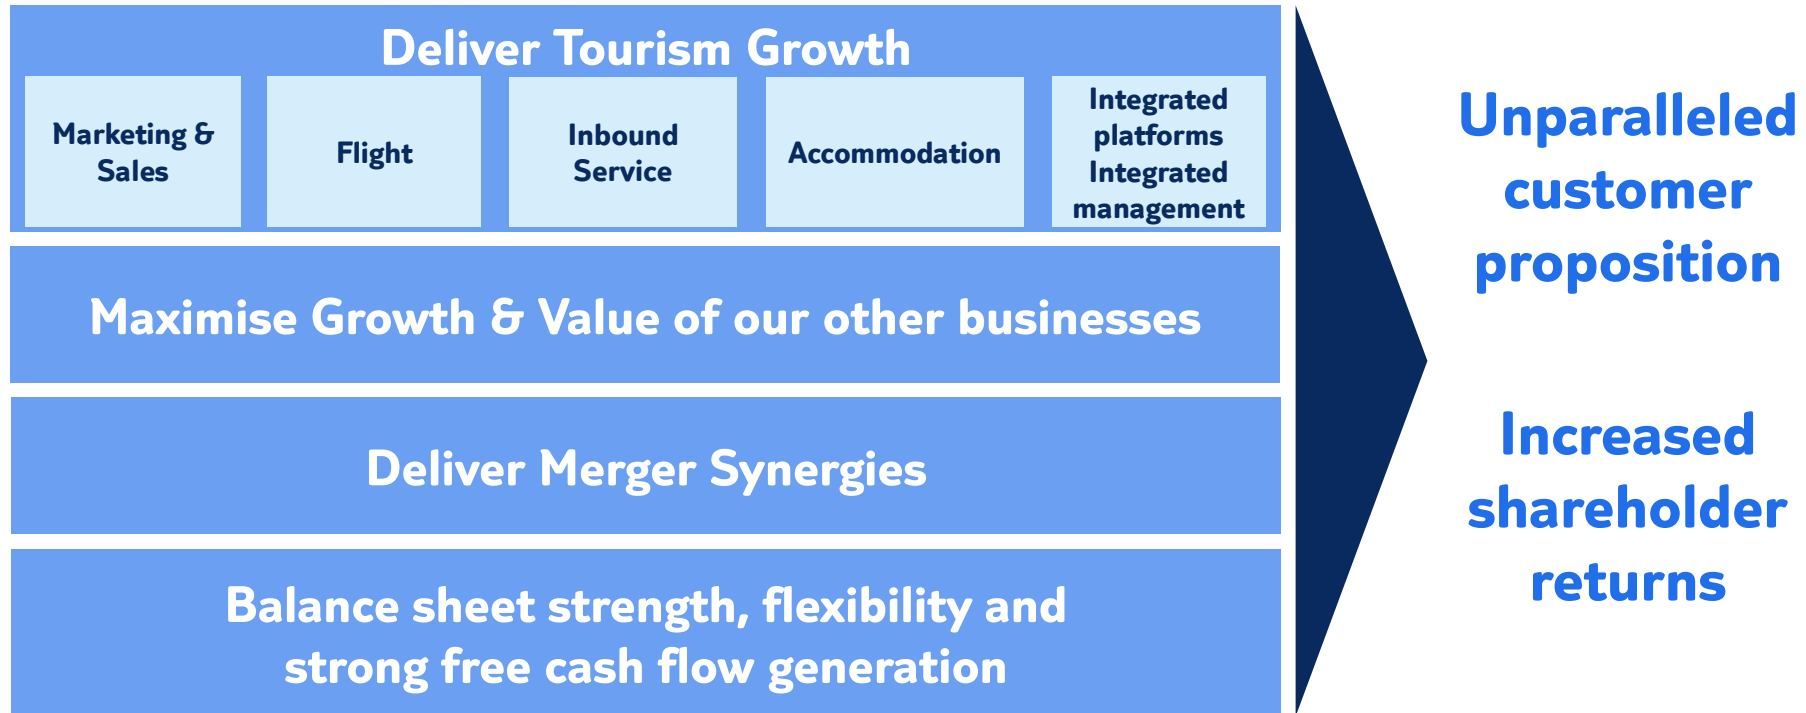 Deliver Tourism Growth
Marketing &
Sales
Flight
Inbound
Service
Accommodation
Integrated
platforms
Integrated
management
Maximise Growth & Value of our other businesses
Deliver Merger Synergies
Balance sheet strength, flexibility and
strong free cash flow generation
Unparalleled
customer
proposition
Increased
shareholder
returns